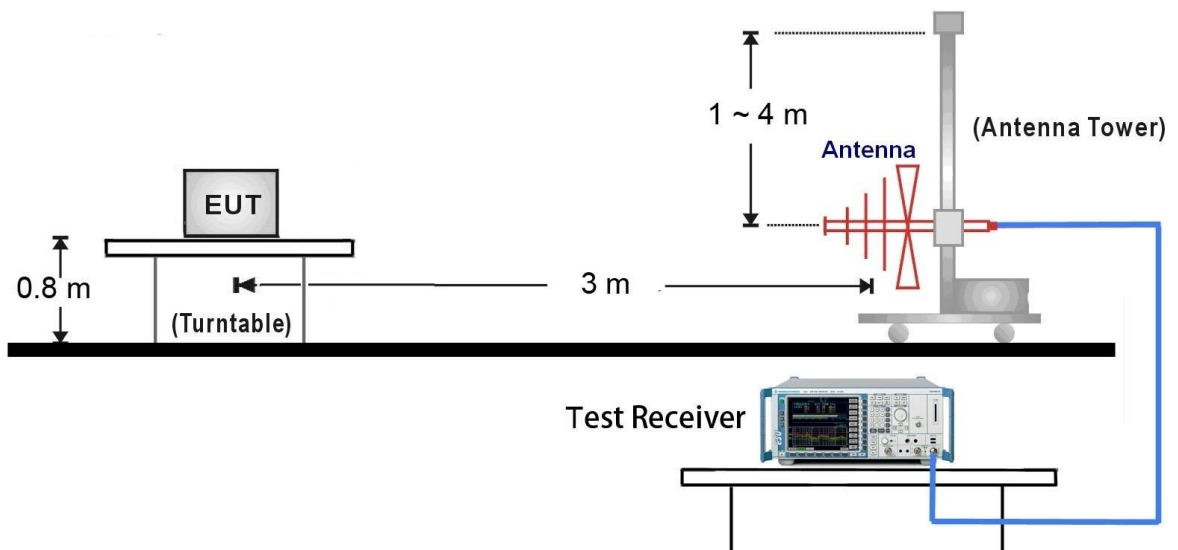 1 ~ 4 m
(Antenna Tower)
Antenna
EUT
0.8 m
3 m
(Turntable)
Test Receiver